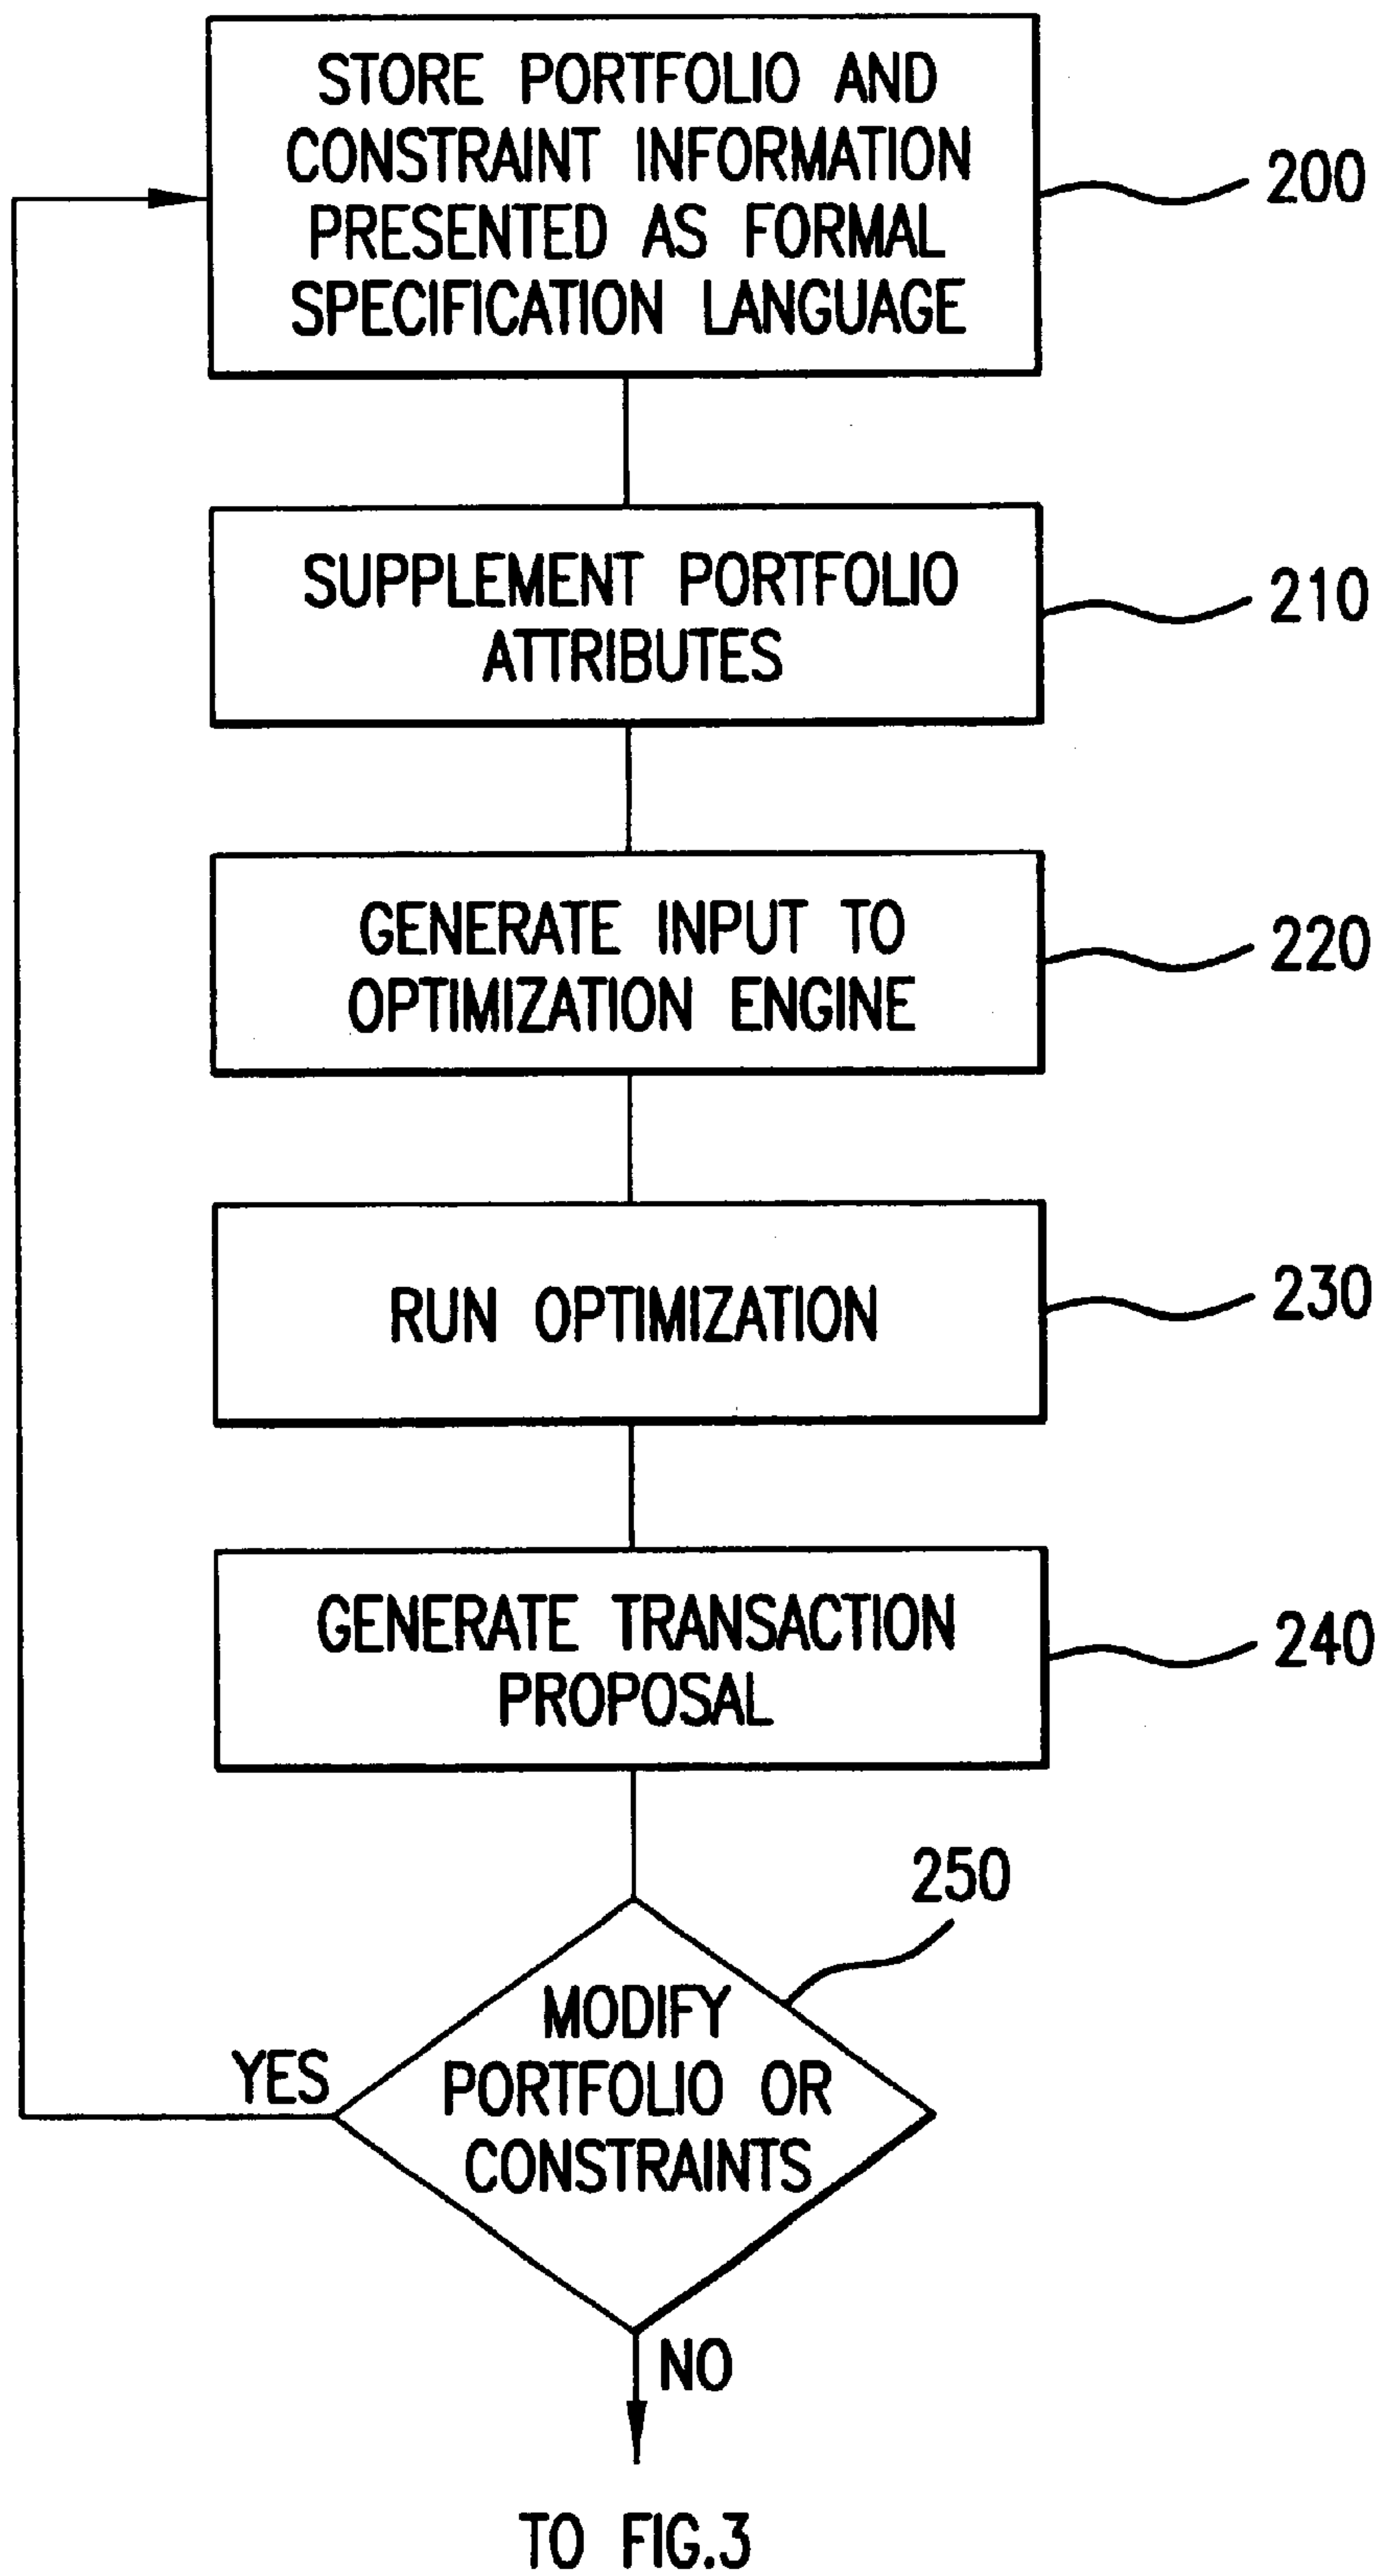 STORE PORTFOLIO AND
CONSTRAINT INFORMATION
PRESENTED AS FORMAL
SPECIFICATION LANGUAGE
200
SUPPLEMENT PORTFOLIO
ATTRIBUTES
210
GENERATE INPUT TO
OPTIMIZATION ENGINE
220
RUN OPTIMIZATION
230
GENERATE TRANSACTION
PROPOSAL
240
250
MODIFY
PORTFOLIO OR
CONSTRAINTS
YES
NO
TO FIG.3